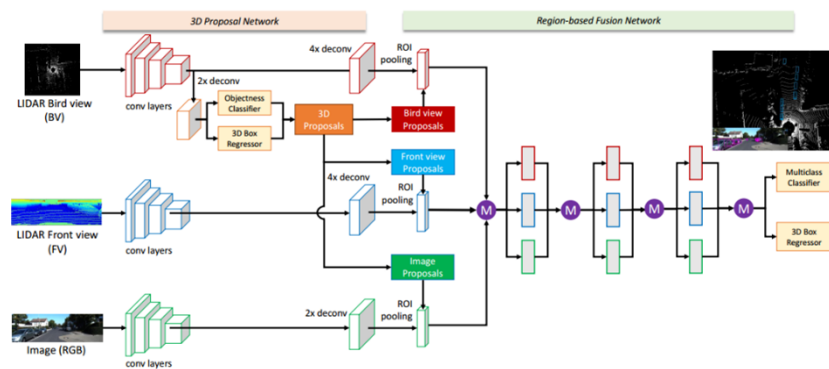 3D Proposal Network
Region-based Fusion Network
LIDAR Bird view
(BV)
conv layers
2x deconv
4x deconv
ROI
pooling
Objectness
Classifier
3D Box
Regressor
3D
Proposals
Bird view
Proposals
Front view
Proposals
LIDAR Front view
(FV)
conv layers
4x deconv
ROI
pooling
M
M
M
M
Multiclass
Classifier
3D Box
Regressor
Image
Proposals
Image (RGB)
conv layers
2x deconv
ROI
pooling